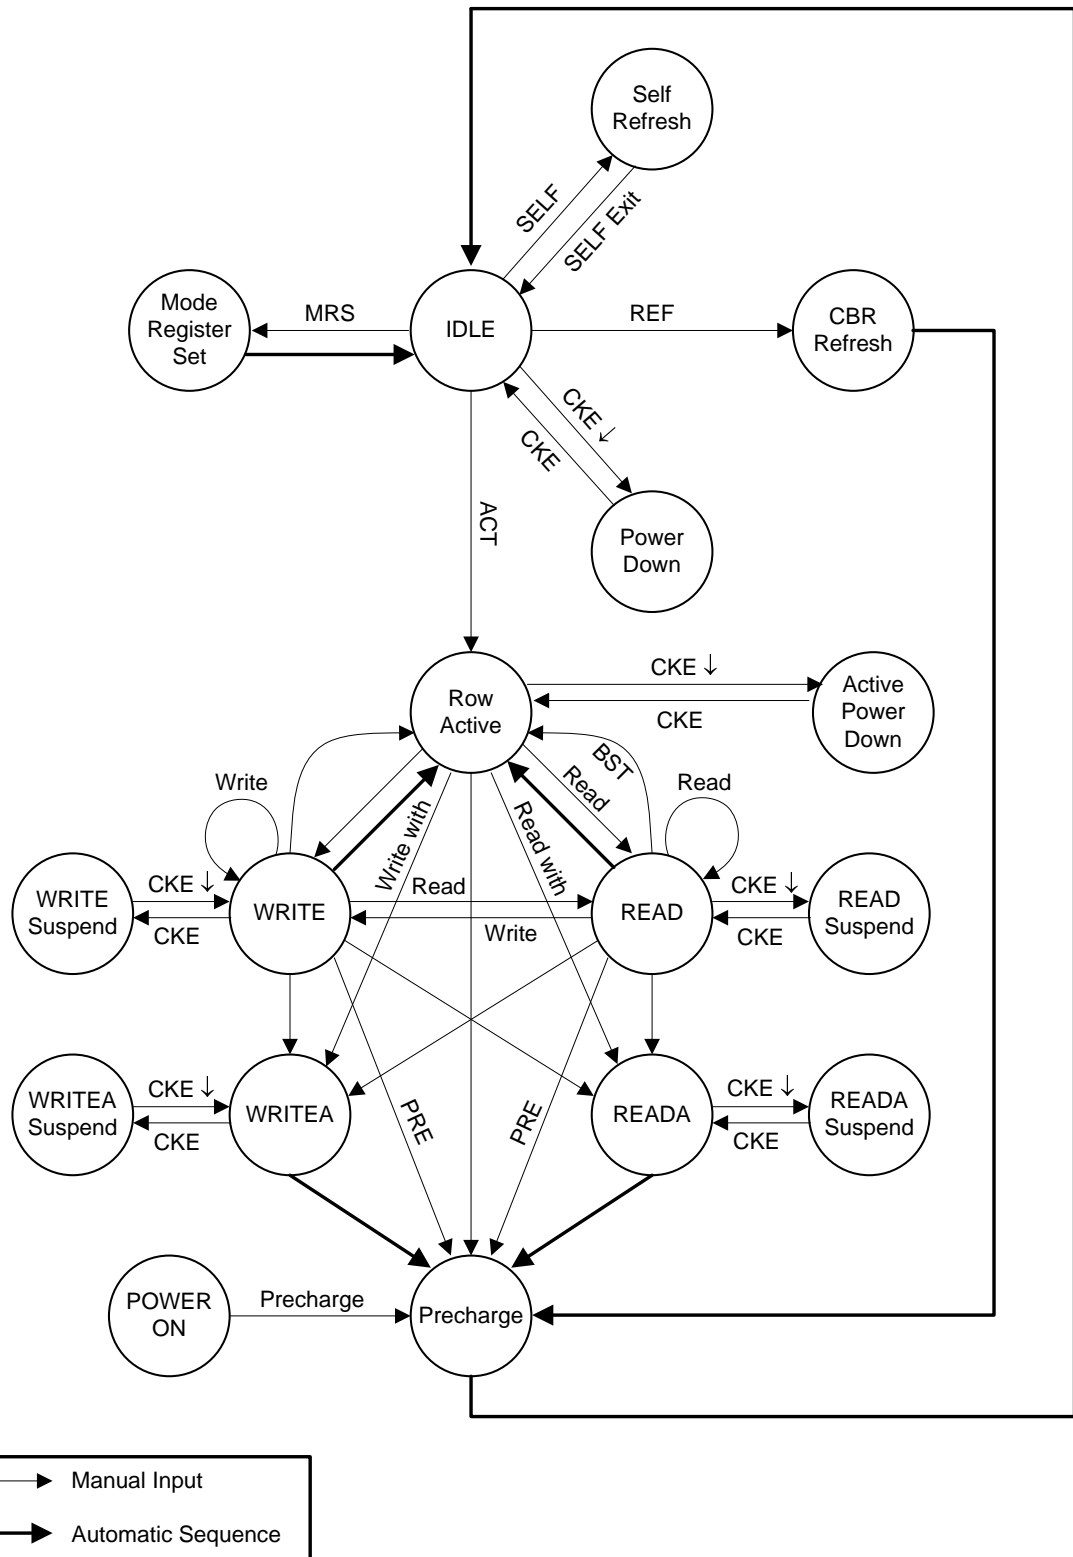 Self
Refresh
SELF
SELF Exit
Mode
Register
Set
MRS
IDLE
REF
CBR
Refresh
CKE ↓
CKE
ACT
Power
Down
Row
Active
CKE ↓
CKE
Active
Power
Down
BST
Read
Write
Read
Write with
Read with
WRITE
Suspend
CKE ↓
CKE
WRITE
Read
Write
READ
CKE ↓
CKE
READ
Suspend
WRITEA
Suspend
CKE ↓
CKE
WRITEA
PRE
PRE
READA
CKE ↓
CKE
READA
Suspend
POWER
ON
Precharge
Precharge
Manual Input
Automatic Sequence